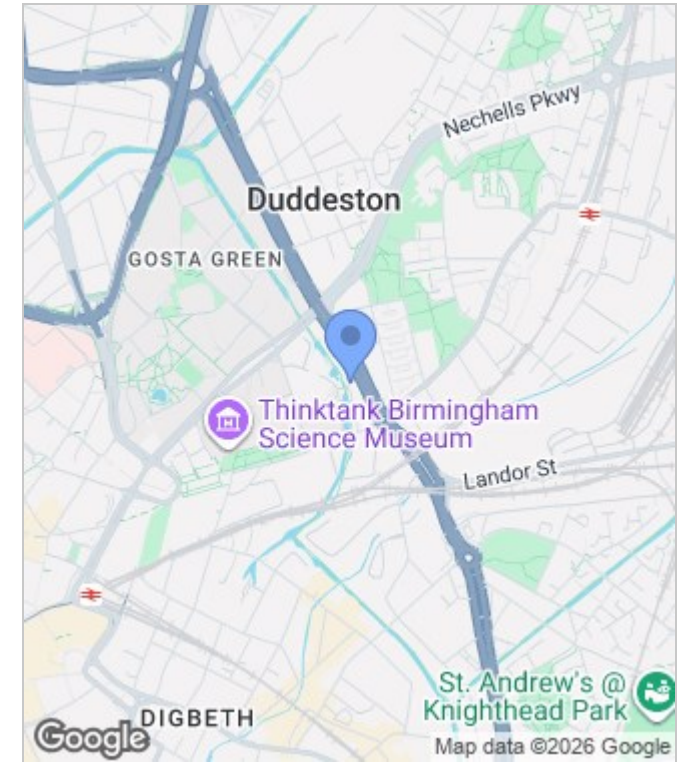 Nechells Pkwy
Duddeston
GOSTA GREEN
Thinktank Birmingham
Science Museum
Landor St
St. Andrew's @
Knighthead Park
DIGBETH
Google
Map data ©2026 Google